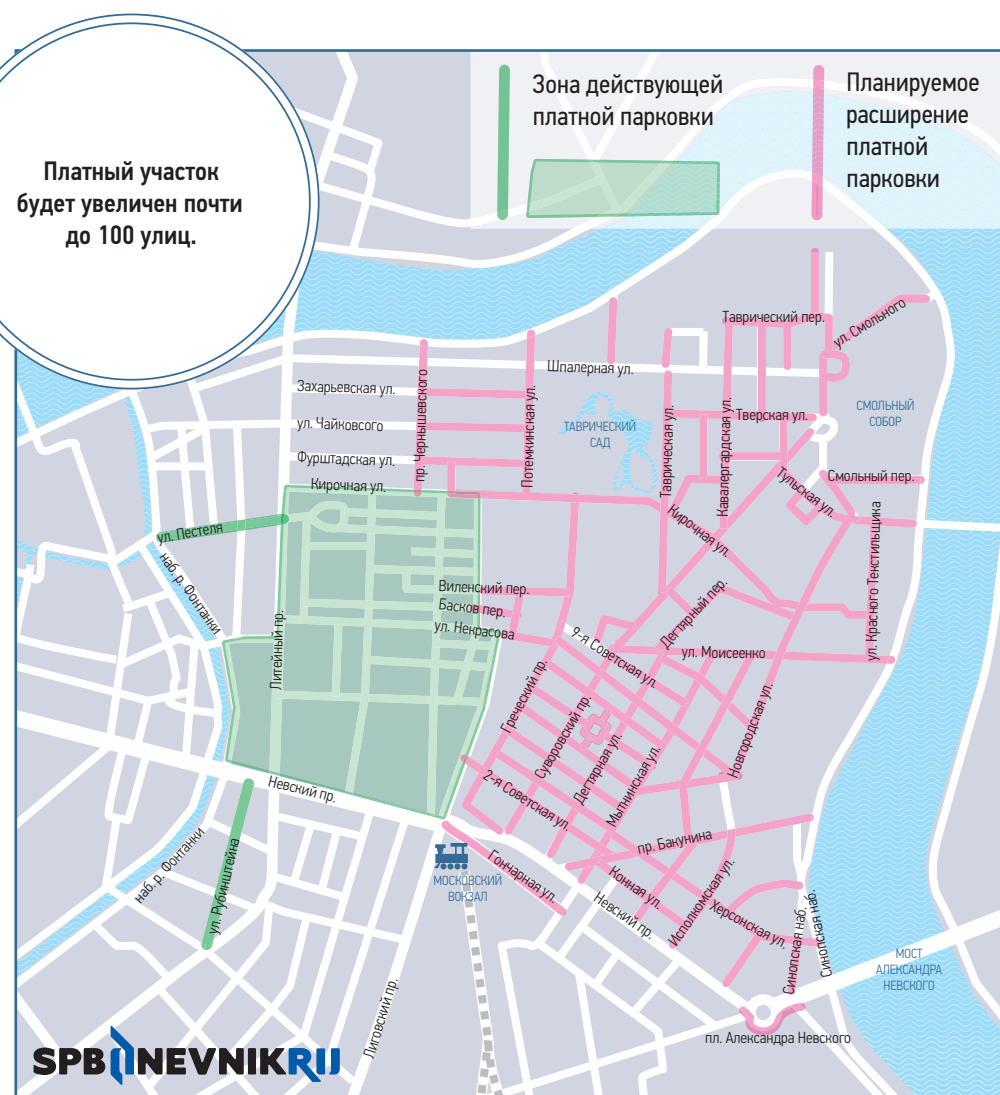 Платный участок
будет увеличен почти
до 100 улиц.
Зона действующей
платной парковки
Планируемое
расширение
платной
парковки
Таврический пер.
ул. Смольного
Шпалерная ул.
Захарьевская ул.
пр. Чернышевского
Потемкинская ул.
ТАВРИЧЕСКИЙ
САД
Таврическая ул.
Кавалергардская ул.
Тверская ул.
СМОЛЬНЫЙ
СОБОР
ул. Чайковсого
Фурштадская ул.
Кирочная ул.
Тульская ул.
Смольный пер.
ул. Пестеля
Кирочная ул.
ул. Красного Текстильщика
наб. р. Фонтанки
Литейный пр.
Виленский пер.
Басков пер.
ул. Некрасова
9-я Советская ул.
Дегтярный пер.
ул. Моисеенко
Греческий пр.
Суворовский пр.
Дегтярная ул.
Мытнинская ул.
Новгородская ул.
2-я Советская ул.
Невский пр.
наб. р. Фонтанки
ул. Рубинштейна
МОСКОВСКИЙ
ВОКЗАЛ
Гончарная ул.
пр. Бакунина
Конная ул.
Невский пр.
Исполкомская ул.
Херсонская ул.
Синопская наб.
Синопская наб.
МОСТ
АЛЕКСАНДРА
НЕВСКОГО
Лиговский пр.
пл. Александра Невского
SPBDNEVNIKRU